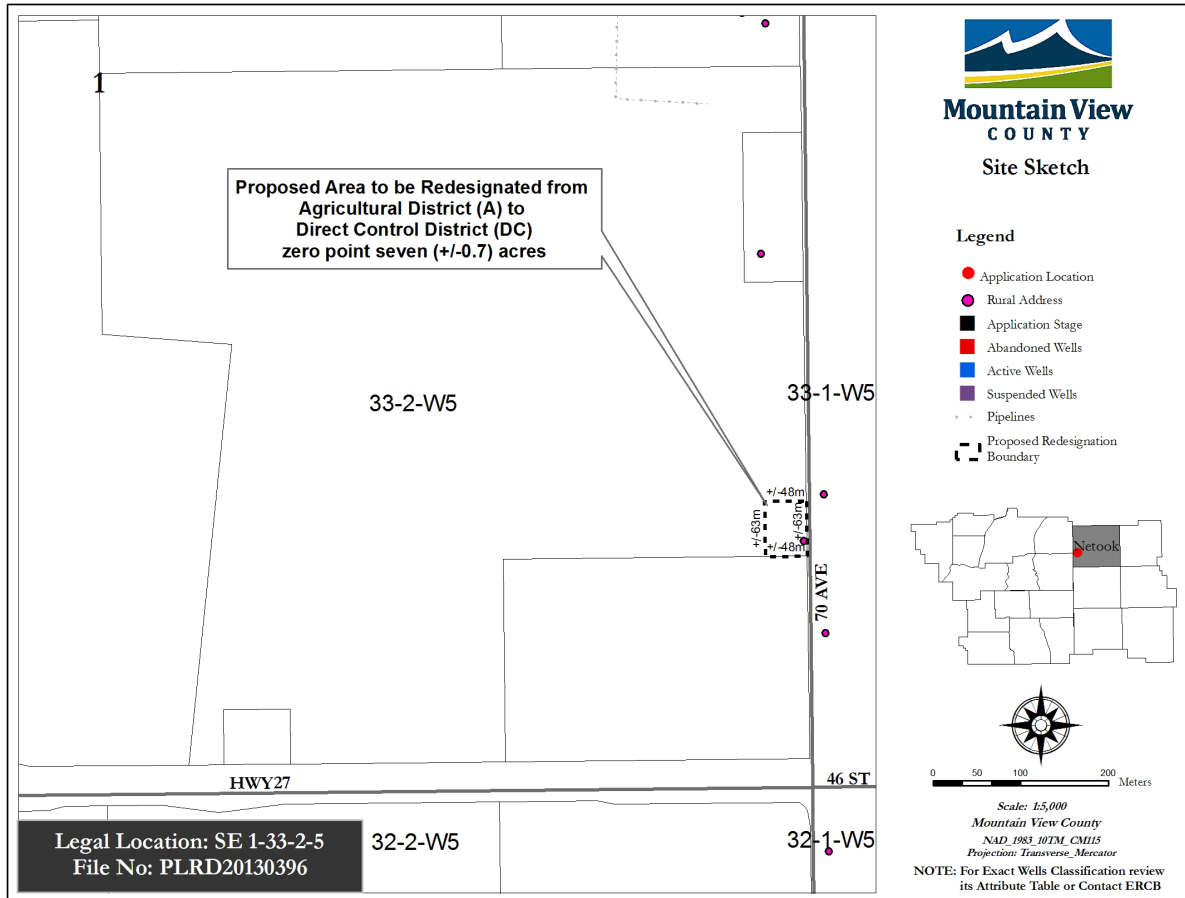 1
Proposed Area to be Redesignated from
Agricultural District (A) to
Direct Control District (DC)
zero point seven (+/-0.7) acres
33-2-W5
33-1-W5
+/-48m
+/-63m
+/-63m
+/-48m
70 AVE
HWY27
46 ST
Legal Location: SE 1-33-2-5
File No: PLRD20130396
32-2-W5
32-1-W5
Mountain View
COUNTY
Site Sketch
Legend
Application Location
Rural Address
Application Stage
Abandoned Wells
Active Wells
Suspended Wells
Pipelines
Proposed Redesignation
Boundary
Netook
0 50 100 200
Meters
Scale: 1:5,000
Mountain View County
NAD_1983_10TM_CM115
Projection: Transverse_Mercator
NOTE: For Exact Wells Classification review
its Attribute Table or Contact ERCB